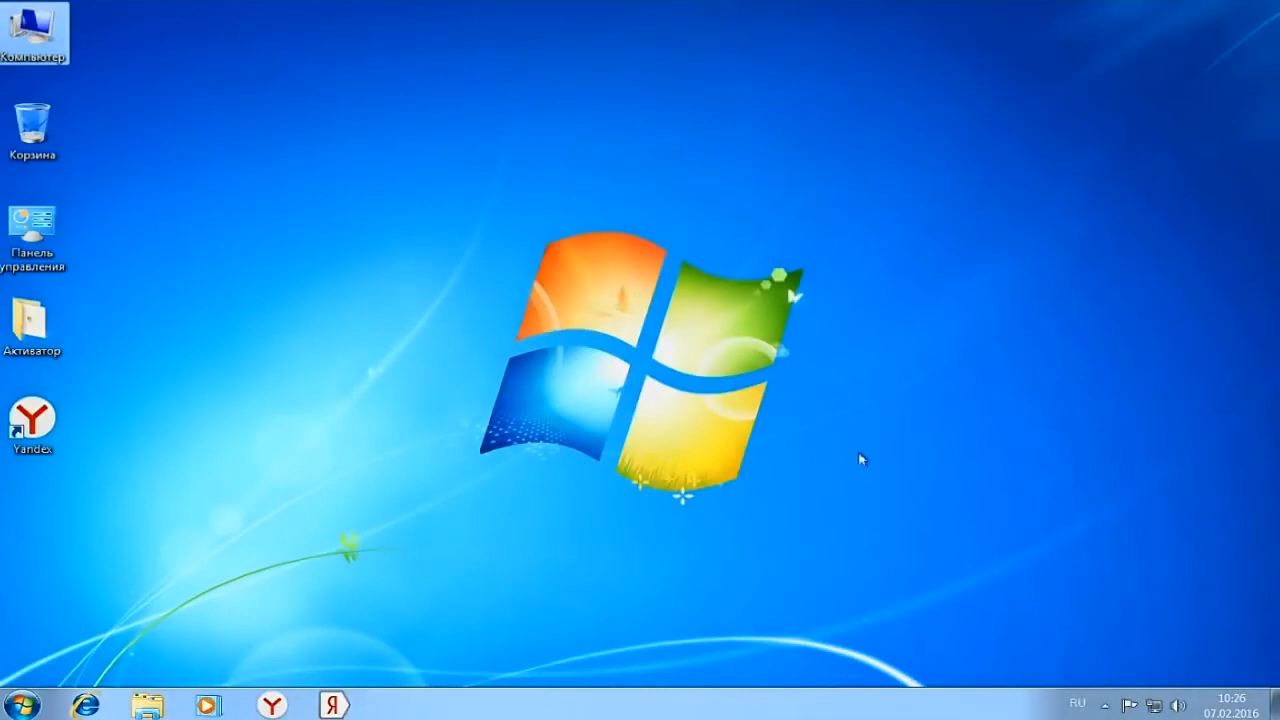 Компьютер
Корзина
Панель
управления
Активатор
Yandex
Y
Я
RU
10:26
07.02.2016